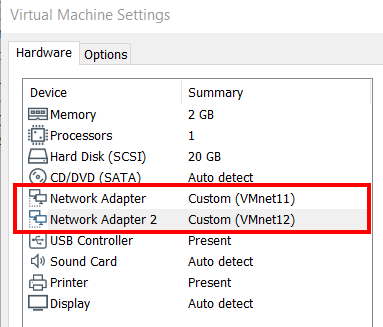 Virtual Machine Settings
Hardware Options
Device Summary
Memory 2 GB
Processors 1
Hard Disk (SCSI) 20 GB
CD/DVD (SATA) Auto detect
Network Adapter Custom (VMnet11)
Network Adapter 2 Custom (VMnet12)
USB Controller Present
Sound Card Auto detect
Printer Present
Display Auto detect